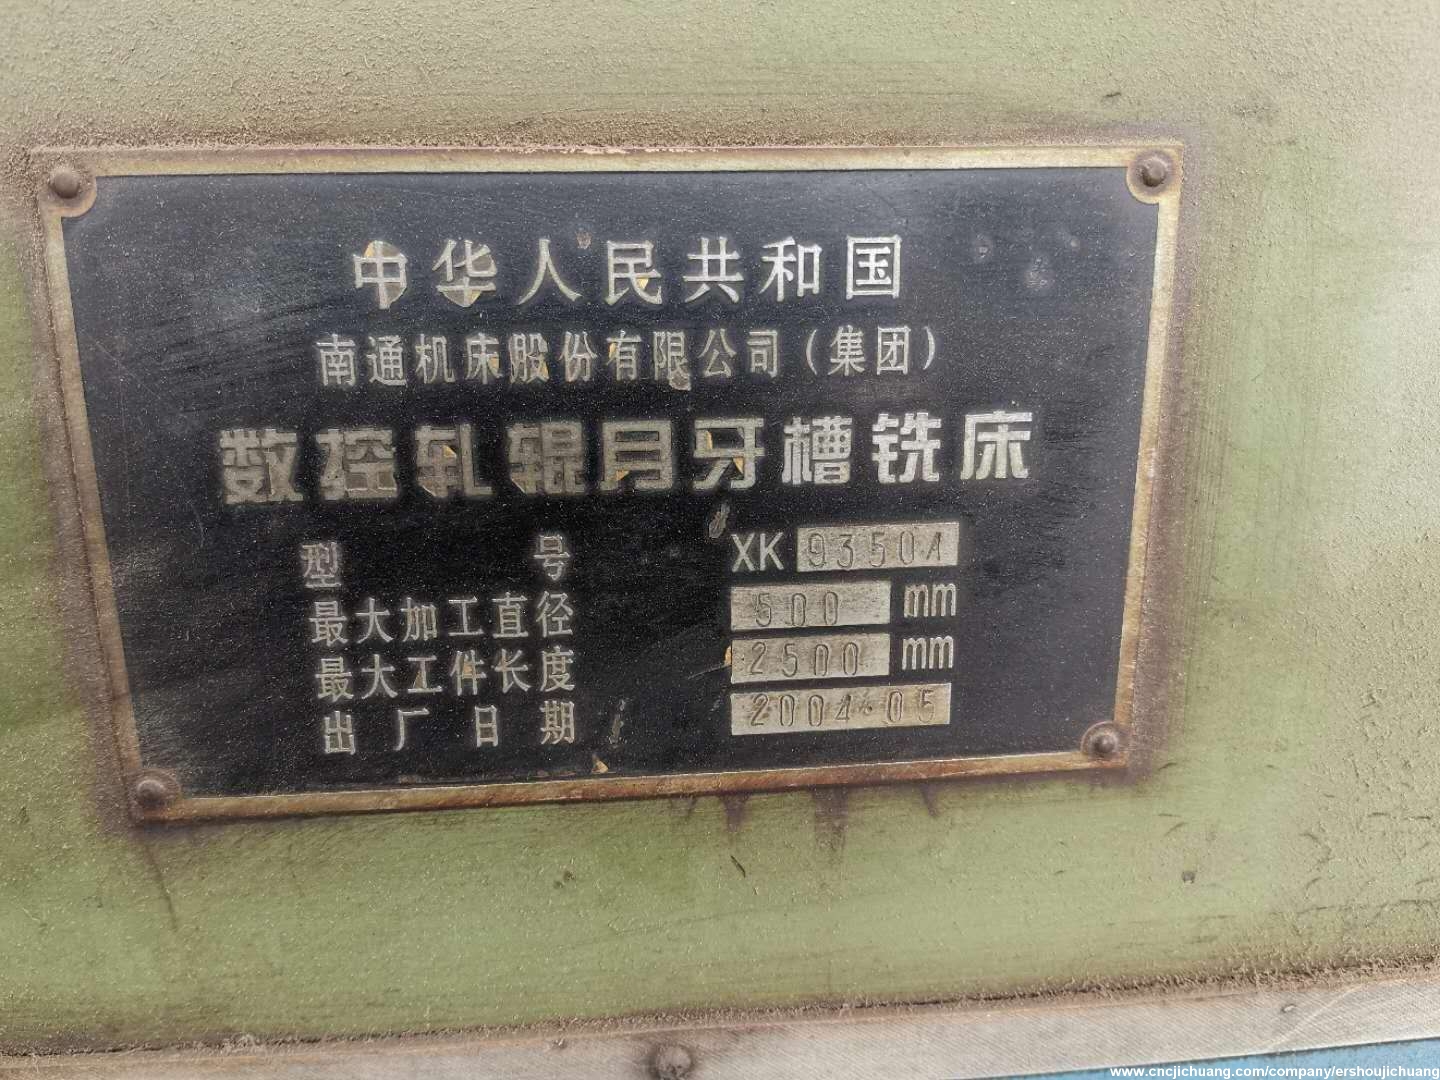 中华人民共和国
南通机床股份有限公司（集团）
数控轧辊月牙槽铣床
型号 XK 9350A
最大加工直径 500 mm
最大工件长度 2500 mm
出厂日期 2004 05
www.cncjichuang.com/company/ershoujichuang